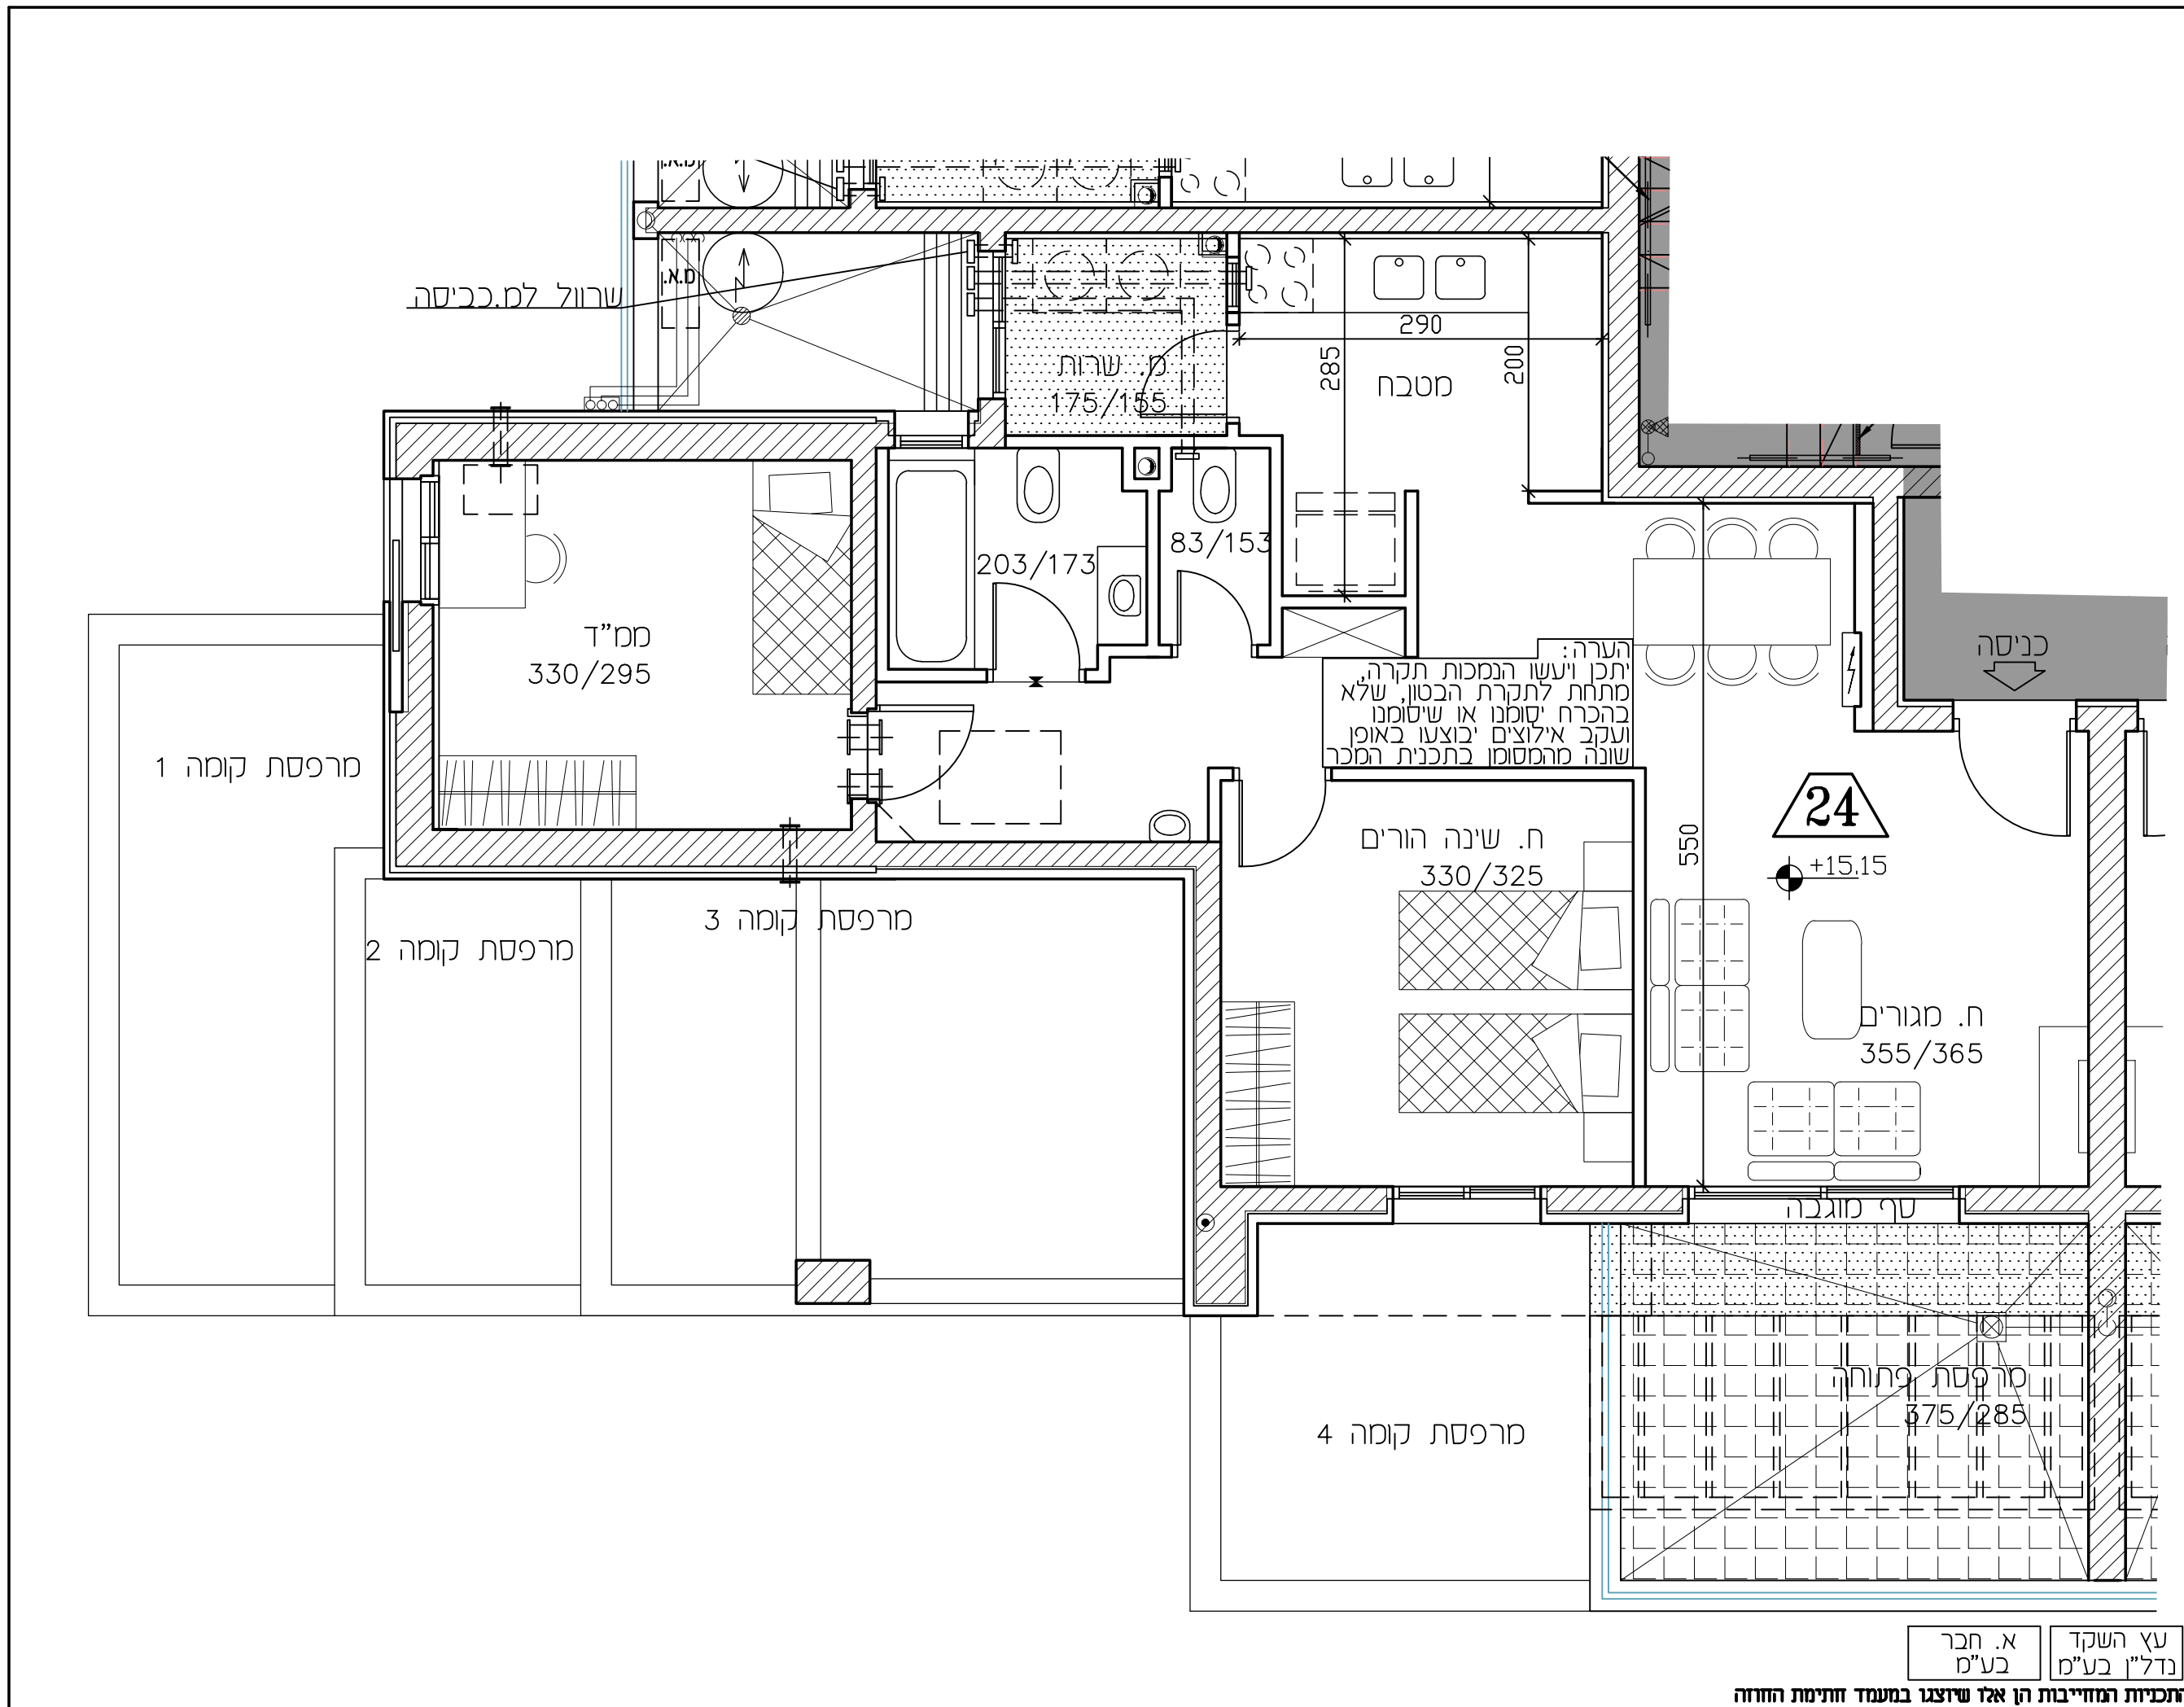 מ.א.
מ.א.
שרוול למ.כביסה
מ. שרות
175/155
290
285
200
מטבח
203/173
83/153
ממ"ד
330/295
כניסה
הערה:
יתכן ויעשו הנמכות תקרה,
מתחת לתקרת הבטון, שלא
בהכרח יסומנו או שיסומנו
ועקב אילוצים יבוצעו באופן
שונה מהמסומן בתכנית המכר
מרפסת קומה 1
24
+15.15
550
ח. שינה הורים
330/325
מרפסת קומה 3
מרפסת קומה 2
ח. מגורים
355/365
סף מוגבה
מרפסת פתוחה
375/285
מרפסת קומה 4
עץ השקד
נדל"ן בע"מ
א. חבר
בע"מ
התכניות המחייבות הן אלו שיוצגו במעמד חתימת החוזה